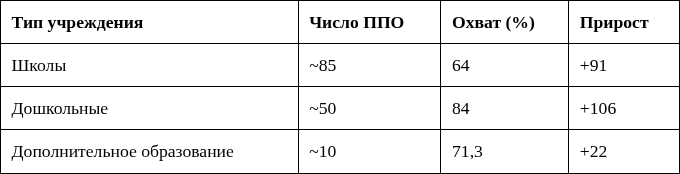 Тип учреждения Число ППО Охват (%) Прирост
Школы ~85 64 +91
Дошкольные ~50 84 +106
Дополнительное образование ~10 71,3 +22